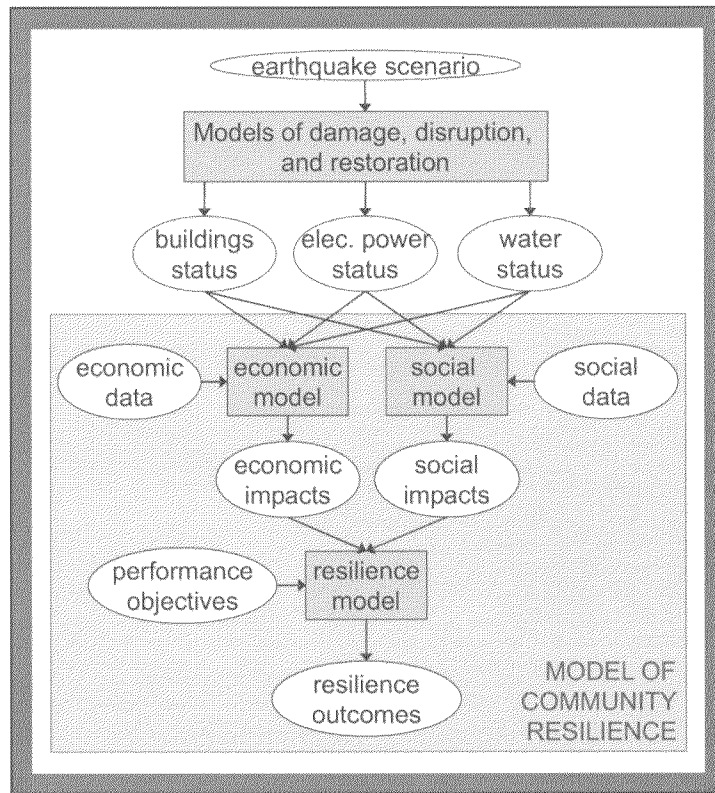 earthquake scenario
Models of damage, disruption,
and restoration
buildings
status
elec. power
status
water
status
economic
data
economic
model
social
model
social
data
economic
impacts
social
impacts
performance
objectives
resilience
model
resilience
outcomes
MODEL OF
COMMUNITY
RESILIENCE